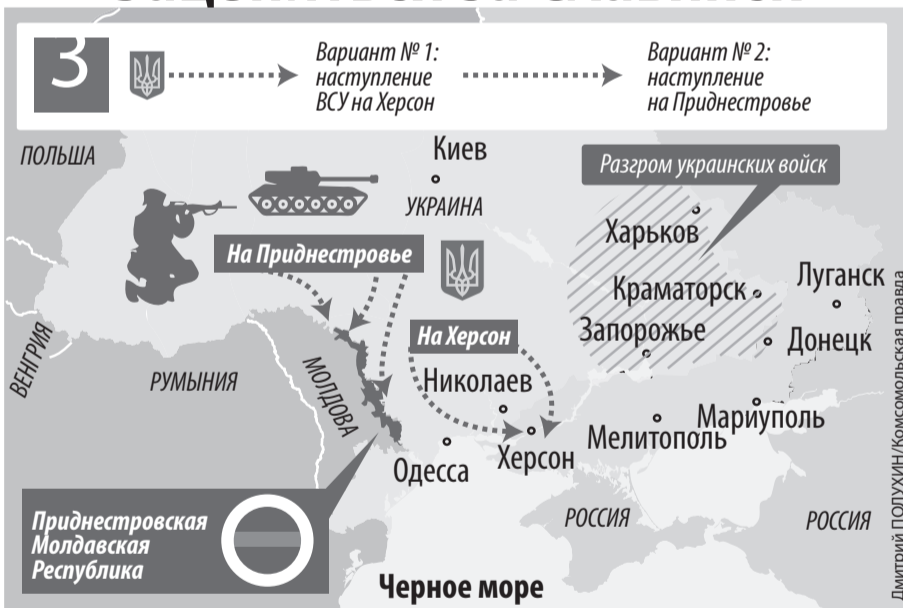 3
Вариант № 1:
наступление
ВСУ на Херсон
Вариант № 2:
наступление
на Приднестровье
ПОЛЬША
Киев
УКРАИНА
Разгром украинских войск
Харьков
На Приднестровье
Краматорск
Луганск
Запорожье
Донецк
На Херсон
ВЕНГРИЯ
РУМЫНИЯ
МОЛДОВА
Николаев
Мариуполь
Мелитополь
Херсон
Одесса
Приднестровская
Молдавская
Республика
РОССИЯ
РОССИЯ
Черное море
Дмитрий ПОЛУХИН/Комсомольская правда